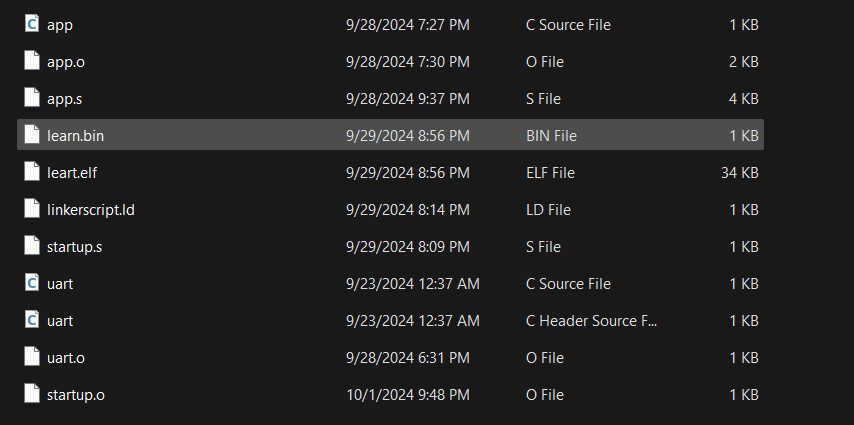 app 9/28/2024 7:27 PM C Source File 1 KB
app.o 9/28/2024 7:30 PM O File 2 KB
app.s 9/28/2024 9:37 PM S File 4 KB
learn.bin 9/29/2024 8:56 PM BIN File 1 KB
leart.elf 9/29/2024 8:56 PM ELF File 34 KB
linkerscript.ld 9/29/2024 8:14 PM LD File 1 KB
startup.s 9/29/2024 8:09 PM S File 1 KB
uart 9/23/2024 12:37 AM C Source File 1 KB
uart 9/23/2024 12:37 AM C Header Source F... 1 KB
uart.o 9/28/2024 6:31 PM O File 1 KB
startup.o 10/1/2024 9:48 PM O File 1 KB